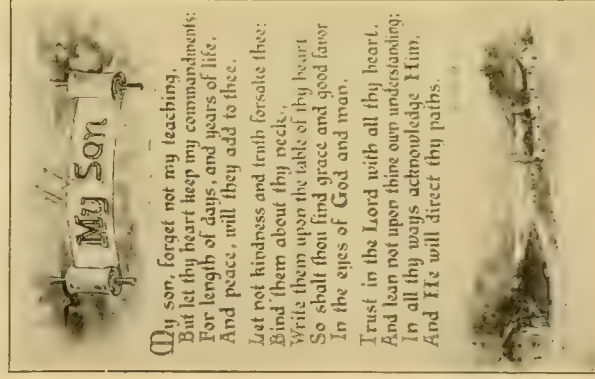 My Son
My son, forget not my teaching,
But let thy heart keep my commandments:
For length of days, and years of life,
And peace, will they add to thee.
Let not kindness and truth forsake thee:
Bind them about thy neck,
Write them upon the table of thy heart
So shalt thou find grace and good favor
In the eyes of God and man.
Trust in the Lord with all thy heart,
And lean not upon thine own understanding:
In all thy ways acknowledge Him,
And He will direct thy paths.